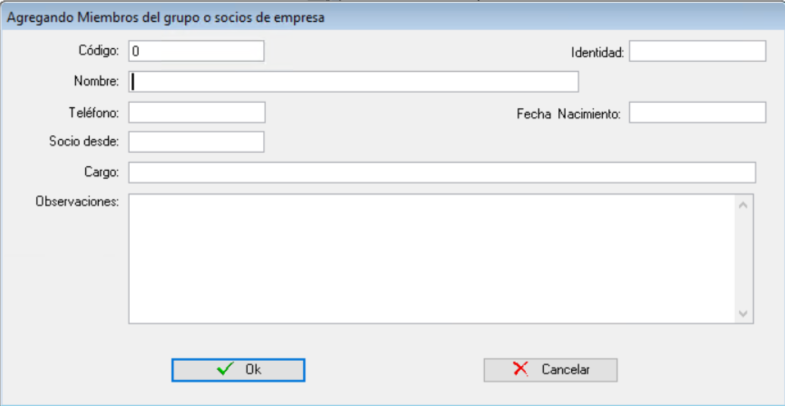 Agregando Miembros del grupo o socios de empresa
Código: 0 Identidad:
Nombre:
Teléfono: Fecha Nacimiento:
Socio desde:
Cargo:
Observaciones:
Ok Cancelar